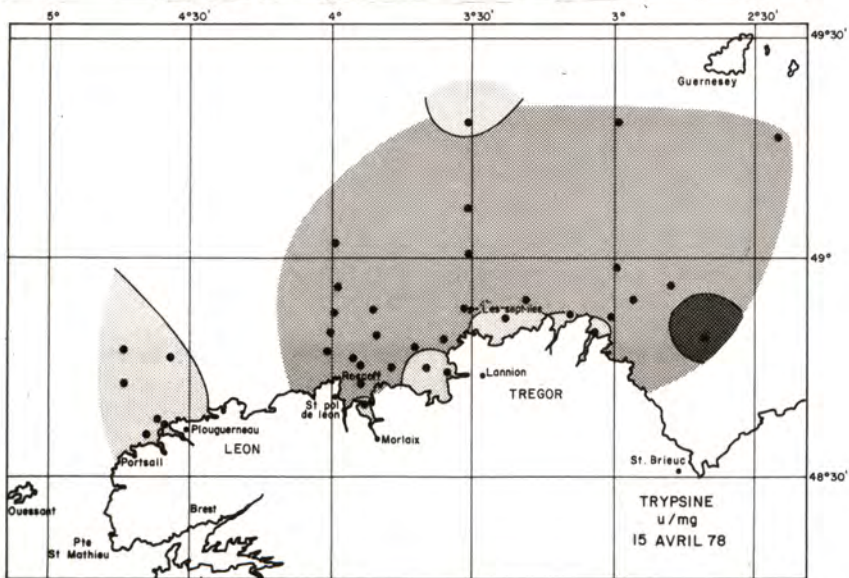 5° 4°30' 4° 3°30' 3° 2°30'
49°30'
Guernesey
49°
Les-sept-iles
Roscoff
Lannion
St pol
de léon
TREGOR
Plouguerneau
Morlaix
LEON
Portsall
St. Brieuc
48°30'
Ouessant
Brest
Pte
St Mathieu
TRYPSINE
u/mg
15 AVRIL 78